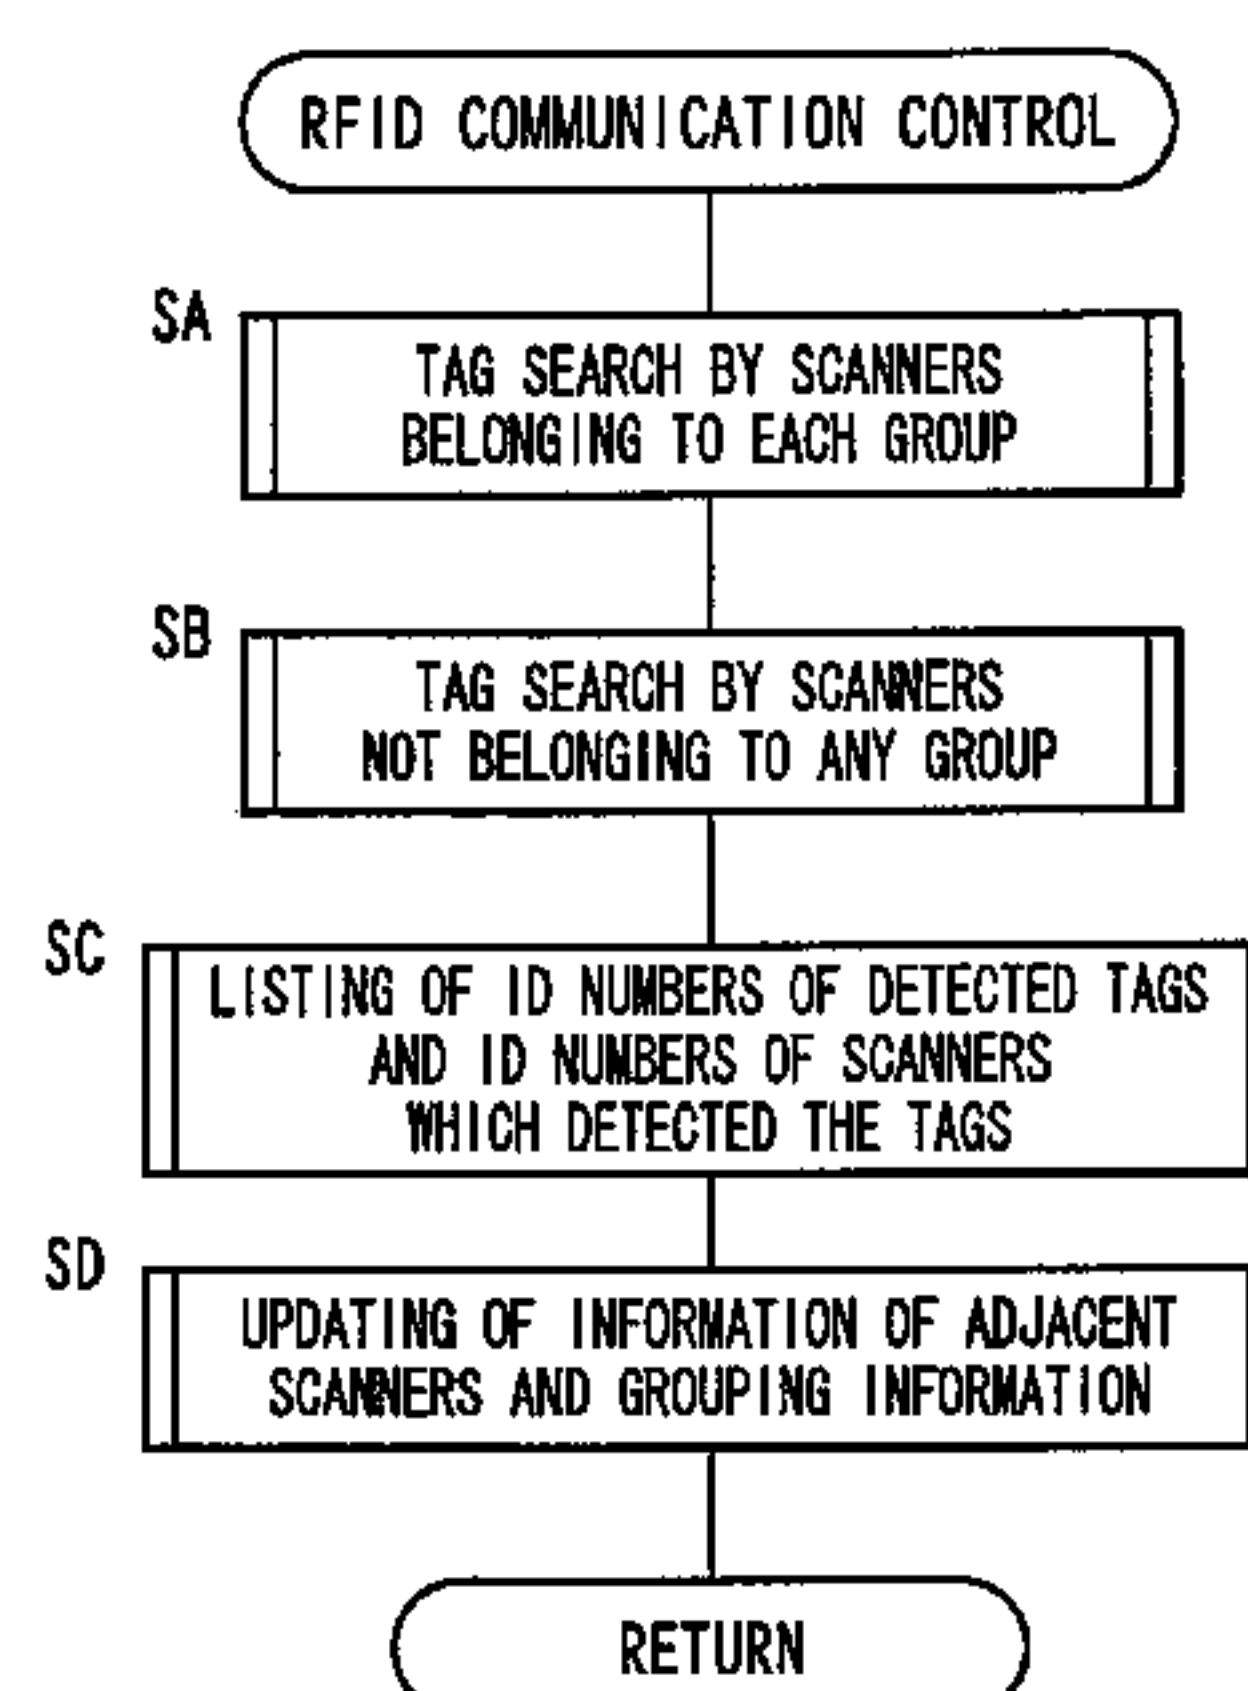 RFID COMMUNICATION CONTROL
SA
TAG SEARCH BY SCANNERS
BELONGING TO EACH GROUP
SB
TAG SEARCH BY SCANNERS
NOT BELONGING TO ANY GROUP
SC
LISTING OF ID NUMBERS OF DETECTED TAGS
AND ID NUMBERS OF SCANNERS
WHICH DETECTED THE TAGS
SD
UPDATING OF INFORMATION OF ADJACENT
SCANNERS AND GROUPING INFORMATION
RETURN